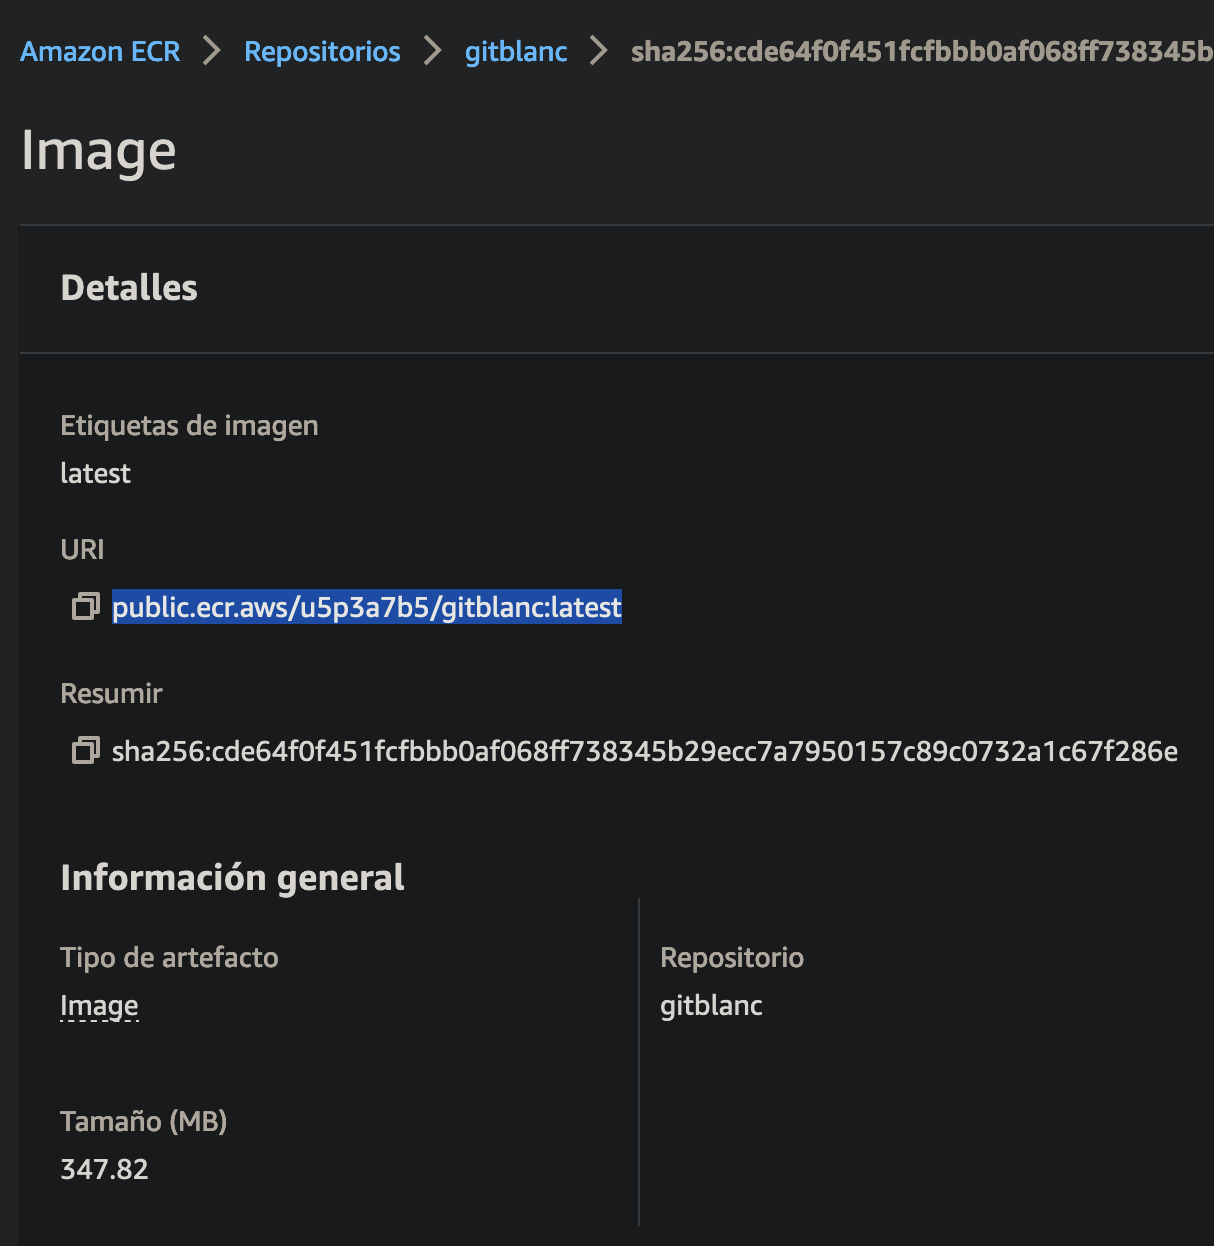 Amazon ECR > Repositorios > gitblanc > sha256:cde64f0f451fcfbbb0af068ff738345b
Image
Detalles
Etiquetas de imagen
latest
URI
public.ecr.aws/u5p3a7b5/gitblanc:latest
Resumir
sha256:cde64f0f451fcfbbb0af068ff738345b29ecc7a7950157c89c0732a1c67f286e
Información general
Tipo de artefacto
Image
Repositorio
gitblanc
Tamaño (MB)
347.82